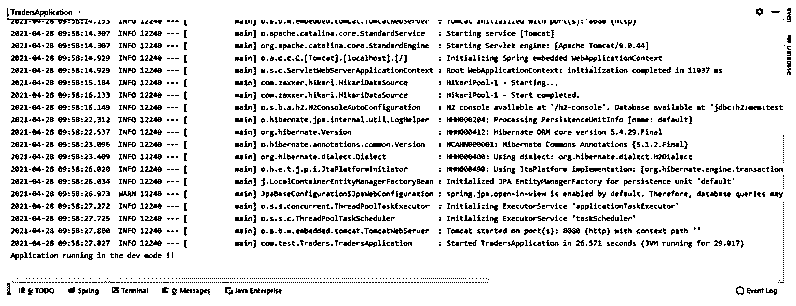 TradersApplication
2021-04-28 09:58:14.293 INFO 12240 --- [ main] o.s.b.w.embedded.tomcat.TomcatWebServer : Tomcat initialized with port(s): 8080 (http)
2021-04-28 09:58:14.307 INFO 12240 --- [ main] o.apache.catalina.core.StandardService : Starting service [Tomcat]
2021-04-28 09:58:14.307 INFO 12240 --- [ main] org.apache.catalina.core.StandardEngine : Starting Servlet engine: [Apache Tomcat/9.0.44]
2021-04-28 09:58:14.929 INFO 12240 --- [ main] o.a.c.c.C.[Tomcat].[localhost].[/] : Initializing Spring embedded WebApplicationContext
2021-04-28 09:58:14.929 INFO 12240 --- [ main] w.s.c.ServletWebServerApplicationContext : Root WebApplicationContext: initialization completed in 11037 ms
2021-04-28 09:58:15.184 INFO 12240 --- [ main] com.zaxxer.hikari.HikariDataSource : HikariPool-1 - Starting...
2021-04-28 09:58:16.133 INFO 12240 --- [ main] com.zaxxer.hikari.HikariDataSource : HikariPool-1 - Start completed.
2021-04-28 09:58:16.149 INFO 12240 --- [ main] o.s.b.a.h2.H2ConsoleAutoConfiguration : H2 console available at '/h2-console'. Database available at 'jdbc:h2:mem:test
2021-04-28 09:58:22.312 INFO 12240 --- [ main] o.hibernate.jpa.internal.util.LogHelper : HHH000204: Processing PersistenceUnitInfo [name: default]
2021-04-28 09:58:22.537 INFO 12240 --- [ main] org.hibernate.Version : HHH000412: Hibernate ORM core version 5.4.29.Final
2021-04-28 09:58:23.096 INFO 12240 --- [ main] o.hibernate.annotations.common.Version : HCANN000001: Hibernate Commons Annotations {5.1.2.Final}
2021-04-28 09:58:23.409 INFO 12240 --- [ main] org.hibernate.dialect.Dialect : HHH000400: Using dialect: org.hibernate.dialect.H2Dialect
2021-04-28 09:58:26.020 INFO 12240 --- [ main] o.h.e.t.j.p.i.JtaPlatformInitiator : HHH000490: Using JtaPlatform implementation: [org.hibernate.engine.transaction
2021-04-28 09:58:26.034 INFO 12240 --- [ main] j.LocalContainerEntityManagerFactoryBean : Initialized JPA EntityManagerFactory for persistence unit 'default'
2021-04-28 09:58:26.973 WARN 12240 --- [ main] JpaBaseConfiguration$JpaWebConfiguration : spring.jpa.open-in-view is enabled by default. Therefore, database queries may
2021-04-28 09:58:27.272 INFO 12240 --- [ main] o.s.s.concurrent.ThreadPoolTaskExecutor : Initializing ExecutorService 'applicationTaskExecutor'
2021-04-28 09:58:27.725 INFO 12240 --- [ main] o.s.s.c.ThreadPoolTaskScheduler : Initializing ExecutorService 'taskScheduler'
2021-04-28 09:58:27.800 INFO 12240 --- [ main] o.s.b.w.embedded.tomcat.TomcatWebServer : Tomcat started on port(s): 8080 (http) with context path ''
2021-04-28 09:58:27.827 INFO 12240 --- [ main] com.test.Traders.TradersApplication : Started TradersApplication in 26.571 seconds (JVM running for 29.017)
Application running in the dev mode !!
6: TODO Spring Terminal 0: Messages Java Enterprise Event Log
Database